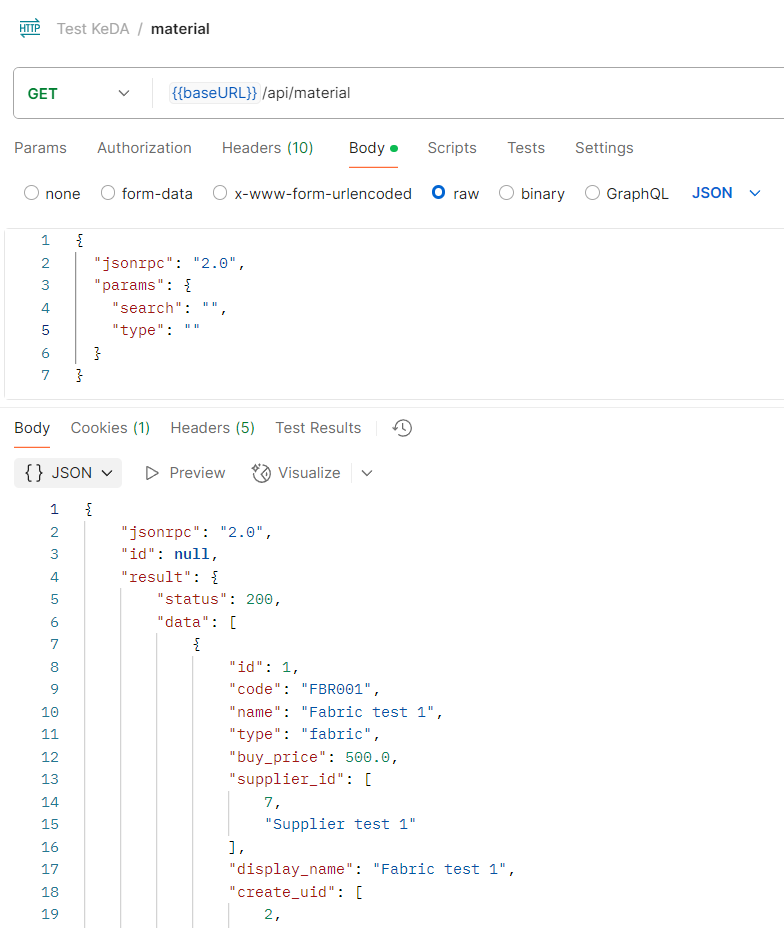 HTTP Test KeDA / material
GET {{baseURL}} /api/material
Params Authorization Headers (10) Body Scripts Tests Settings
none form-data x-www-form-urlencoded raw binary GraphQL JSON
1 {
2 "jsonrpc": "2.0",
3 "params": {
4 "search": "",
5 "type": ""
6 }
7 }
Body Cookies (1) Headers (5) Test Results
{} JSON Preview Visualize
1 {
2 "jsonrpc": "2.0",
3 "id": null,
4 "result": {
5 "status": 200,
6 "data": [
7 {
8 "id": 1,
9 "code": "FBR001",
10 "name": "Fabric test 1",
11 "type": "fabric",
12 "buy_price": 500.0,
13 "supplier_id": [
14 7,
15 "Supplier test 1"
16 ],
17 "display_name": "Fabric test 1",
18 "create_uid": [
19 2,